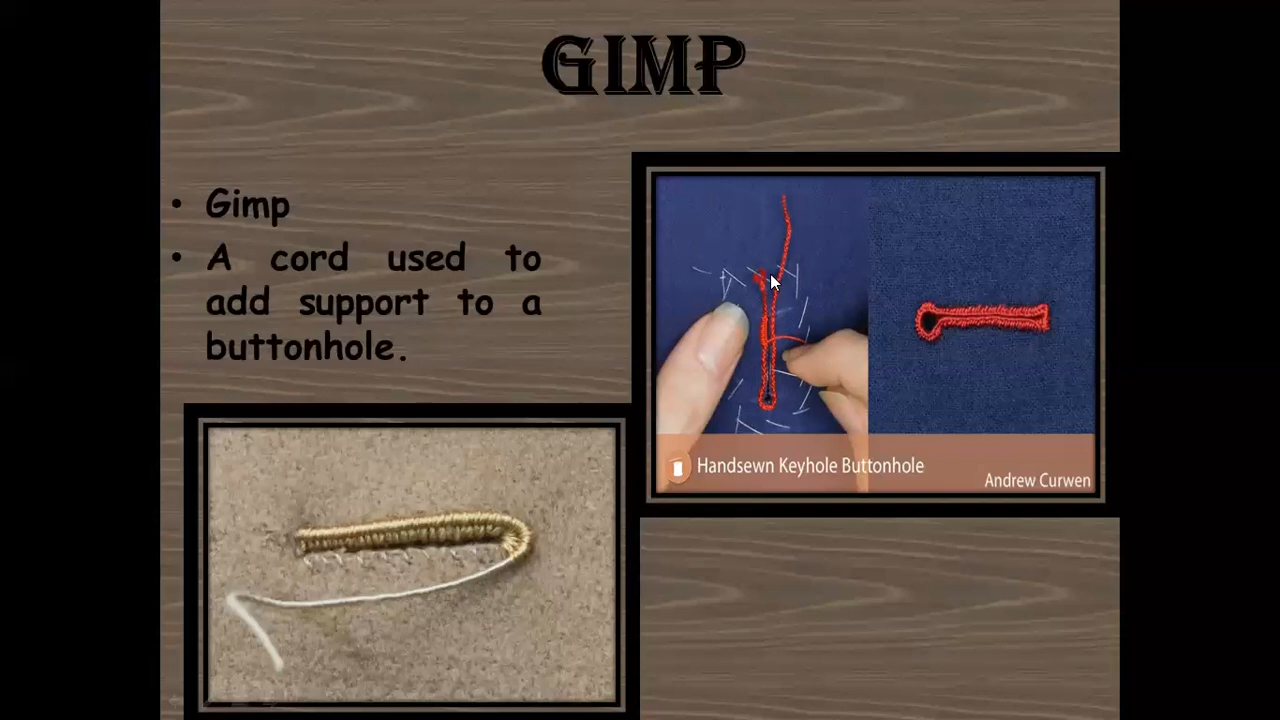 GIMP
• Gimp
• A cord used to
add support to a
buttonhole.
Handsewn Keyhole Buttonhole
Andrew Curwen